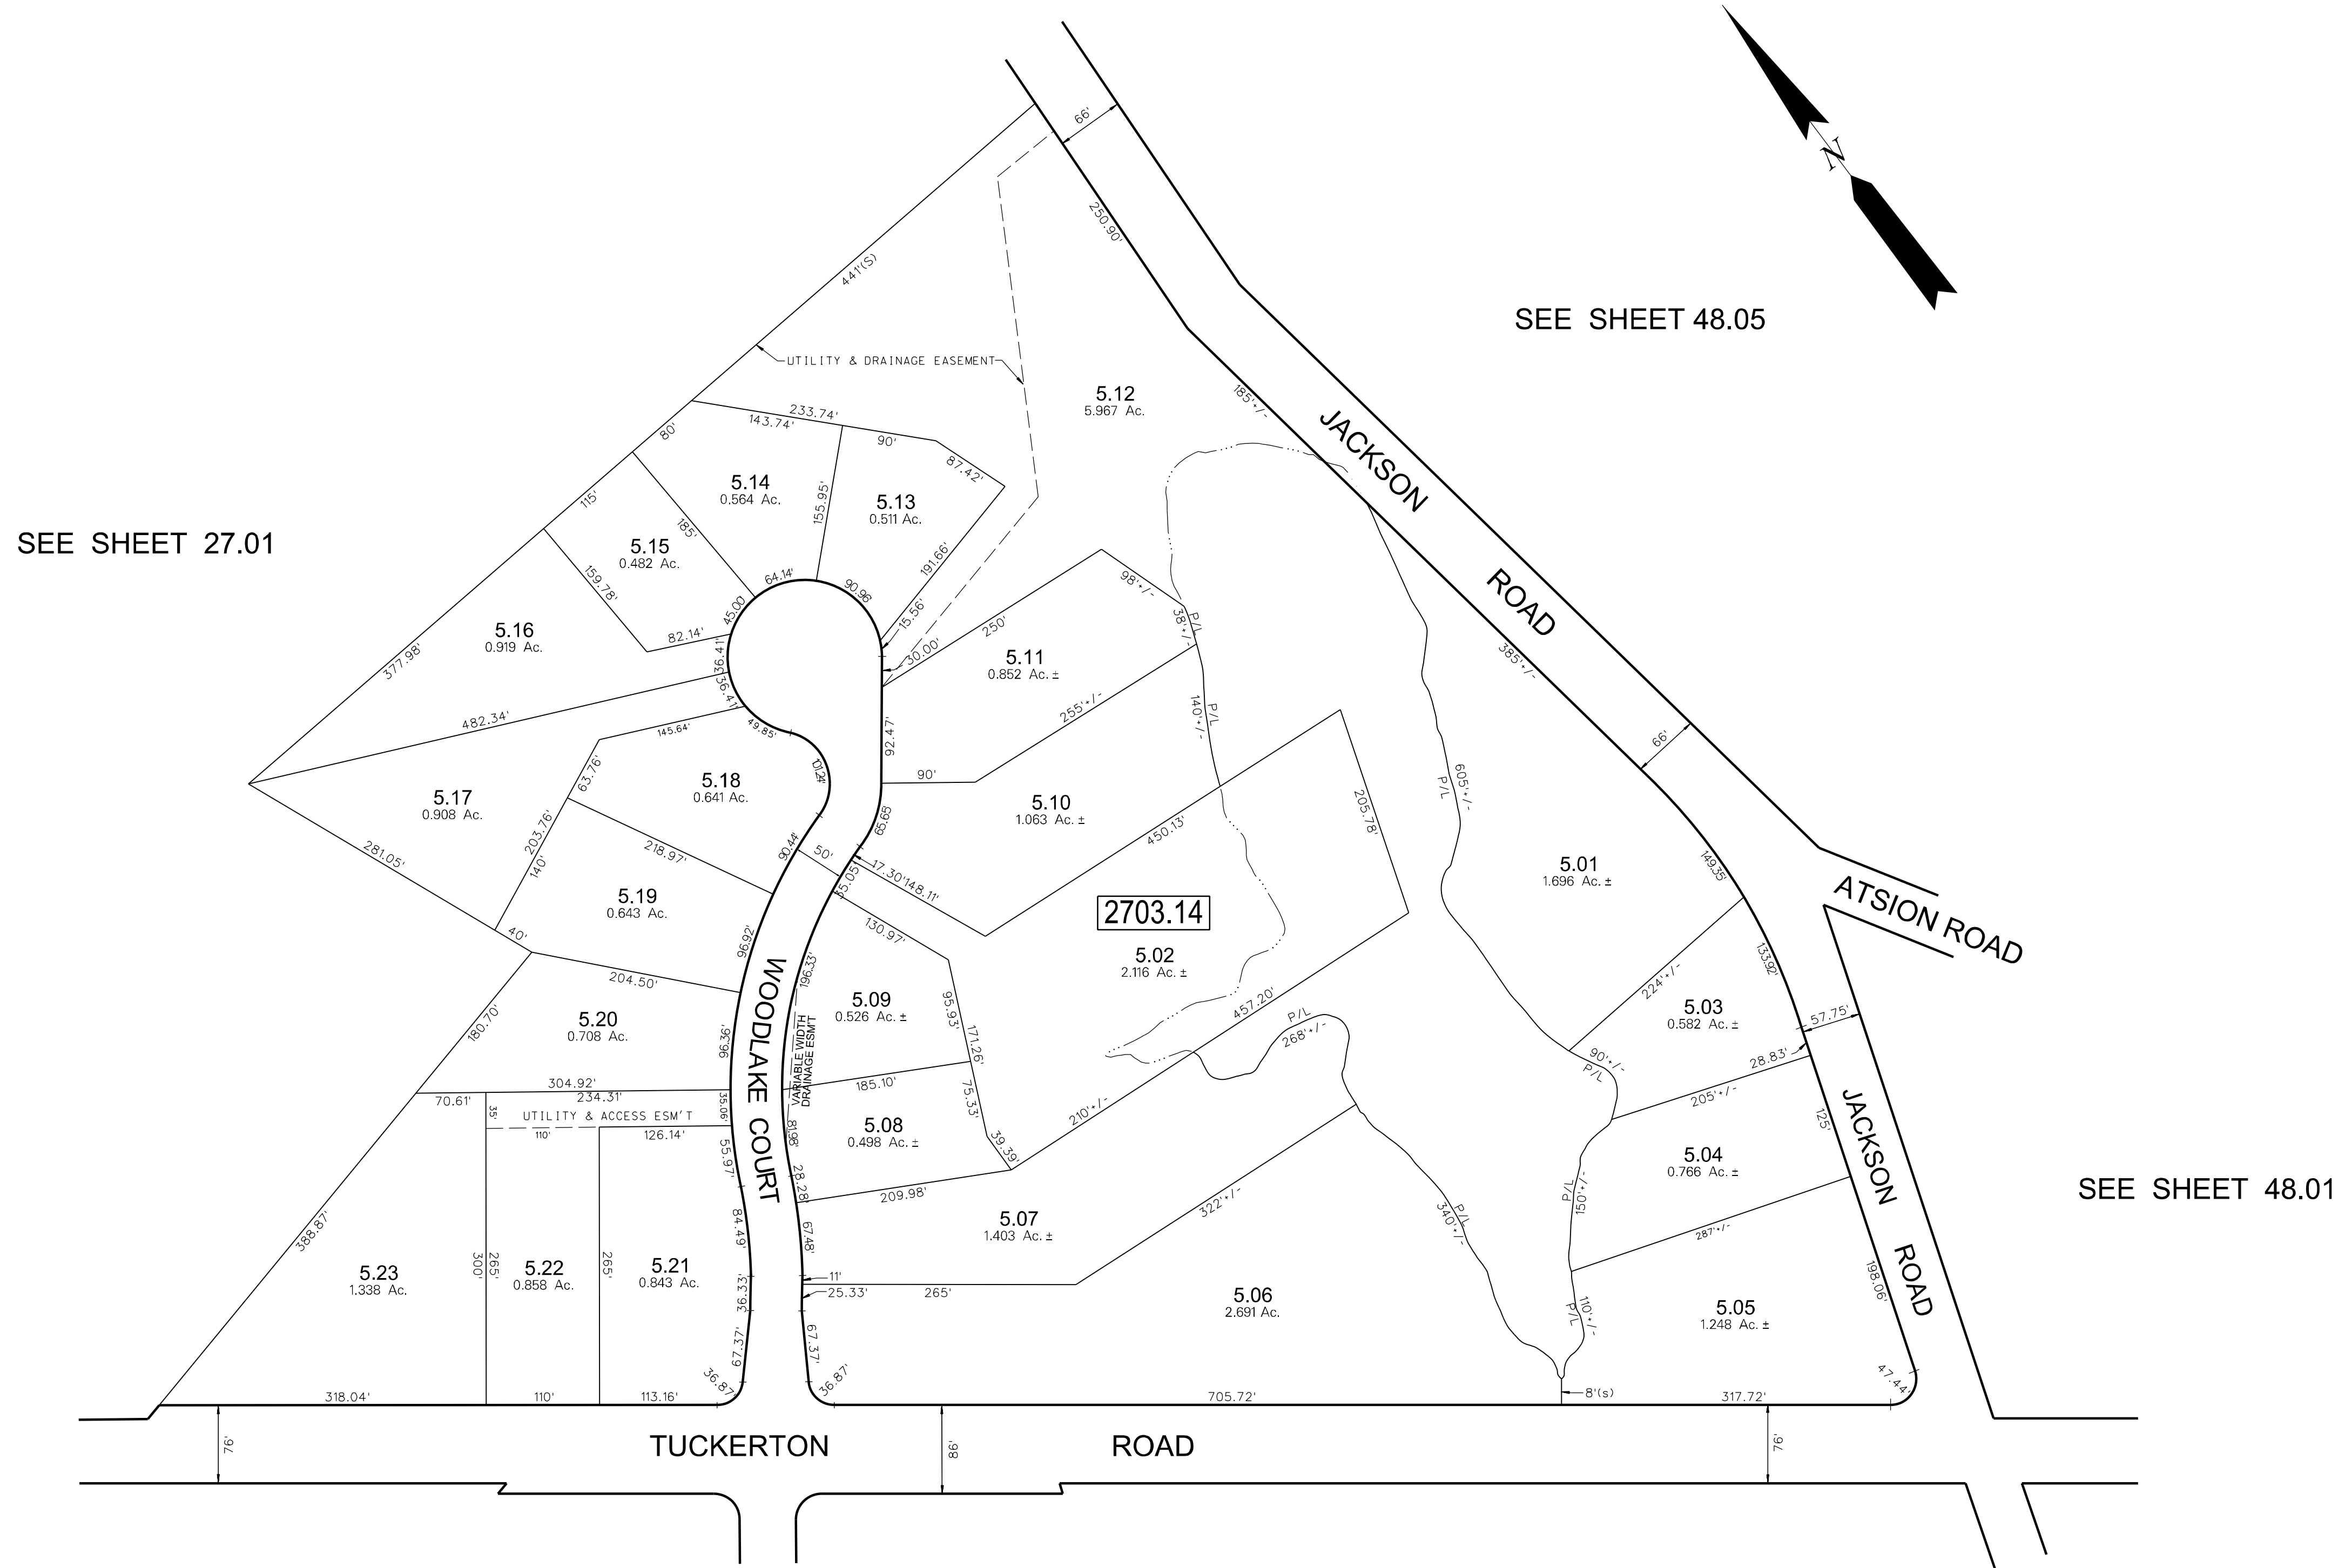 66'
N
250.90'
SEE SHEET 48.05
441'(S)
UTILITY & DRAINAGE EASEMENT
5.12
5.967 Ac.
185'+/-
JACKSON
ROAD
233.74'
143.74'
80'
90'
87.42'
5.14
0.564 Ac.
5.13
0.511 Ac.
155.95'
115'
185'
SEE SHEET 27.01
5.15
0.482 Ac.
191.66'
159.78'
64.14'
90.96'
45.00'
15.56'
98'+/-
P/L
38'+/-
5.16
0.919 Ac.
82.14'
36.41'
30.00'
250'
5.11
0.852 Ac. ±
377.98'
36.41'
385'+/-
482.34'
255'+/-
140'+/-
P/L
145.64'
49.85'
92.47'
66'
63.76'
5.18
0.641 Ac.
101.24'
90'
5.17
0.908 Ac.
5.10
1.063 Ac. ±
605'+/-
P/L
205.78'
65.65'
203.76'
140'
218.97'
90.44'
50'
450.13'
281.05'
17.30'
148.11'
55.05'
5.01
1.696 Ac. ±
149.35'
5.19
0.643 Ac.
2703.14
ATSION ROAD
40'
96.92'
130.97'
5.02
2.116 Ac. ±
204.50'
196.33'
133.92'
224'+/-
WOODLAKE COURT
5.09
0.526 Ac. ±
95.93'
457.20'
5.03
0.582 Ac. ±
57.75'
180.70'
5.20
0.708 Ac.
96.36'
VARIABLE WIDTH
DRAINAGE ESM'T
171.26'
P/L
268'+/-
90'+/-
P/L
28.83'
304.92'
234.31'
185.10'
75.33'
205'+/-
70.61'
35'
UTILITY & ACCESS ESM'T
35.06'
210'+/-
125'
JACKSON
ROAD
110'
126.14'
81.96'
5.08
0.498 Ac. ±
39.39'
5.04
0.766 Ac. ±
55.97'
28.28'
209.98'
322'+/-
P/L
340'+/-
P/L
150'+/-
SEE SHEET 48.01
388.87'
84.49'
67.48'
5.07
1.403 Ac. ±
287'+/-
5.23
1.338 Ac.
300'
265'
5.22
0.858 Ac.
265'
5.21
0.843 Ac.
36.33'
11'
25.33'
265'
5.06
2.691 Ac.
110'+/-
P/L
5.05
1.248 Ac. ±
198.06'
67.37'
67.37'
36.87'
36.87'
47.44'
318.04'
110'
113.16'
705.72'
8'(s)
317.72'
76'
TUCKERTON
86'
ROAD
76'